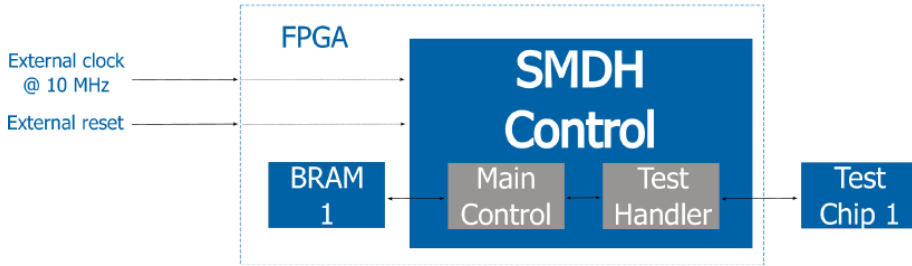 FPGA
SMDH
Control
External clock
@ 10 MHz
External reset
BRAM
1
Main
Control
Test
Handler
Test
Chip 1